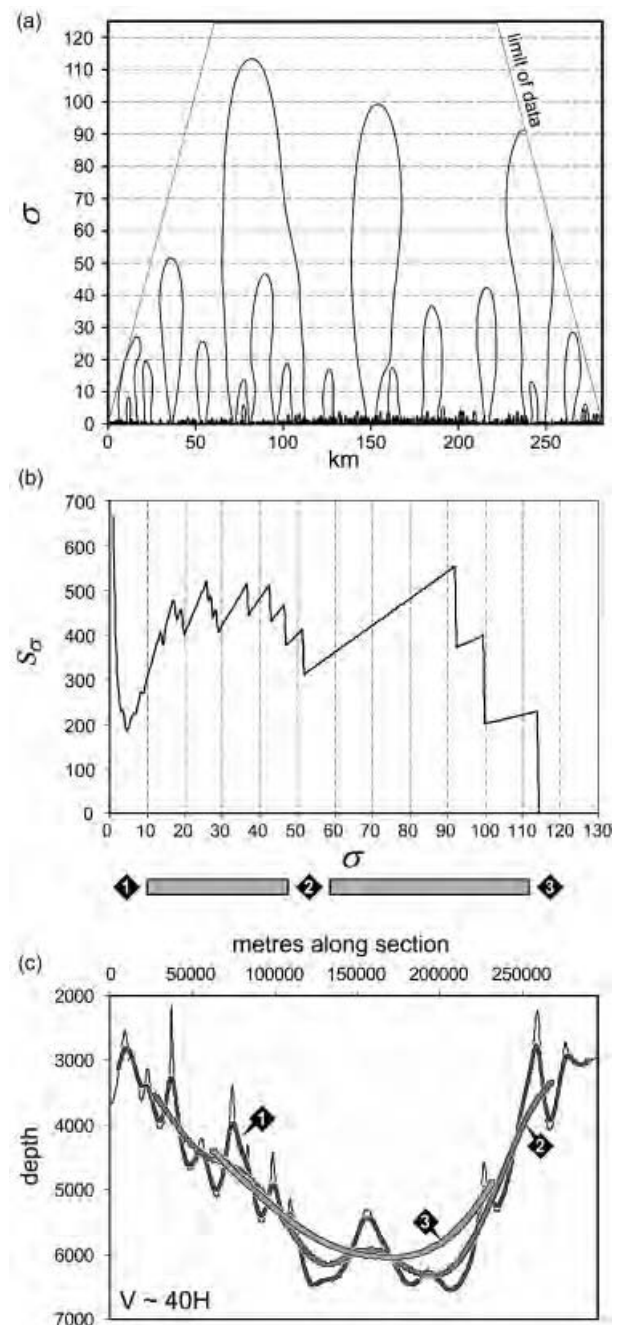 (a)
120
110
100
90
80
70
60
50
40
30
20
10
0
σ
limit of data
0 50 100 150 200 250
km
(b)
700
600
500
400
300
200
100
0
Sσ
0 10 20 30 40 50 60 70 80 90 100 110 120 130
σ
1 2 3
metres along section
(c)
0 50000 100000 150000 200000 250000
2000
3000
4000
5000
6000
7000
depth
1
2
3
V ~ 40H